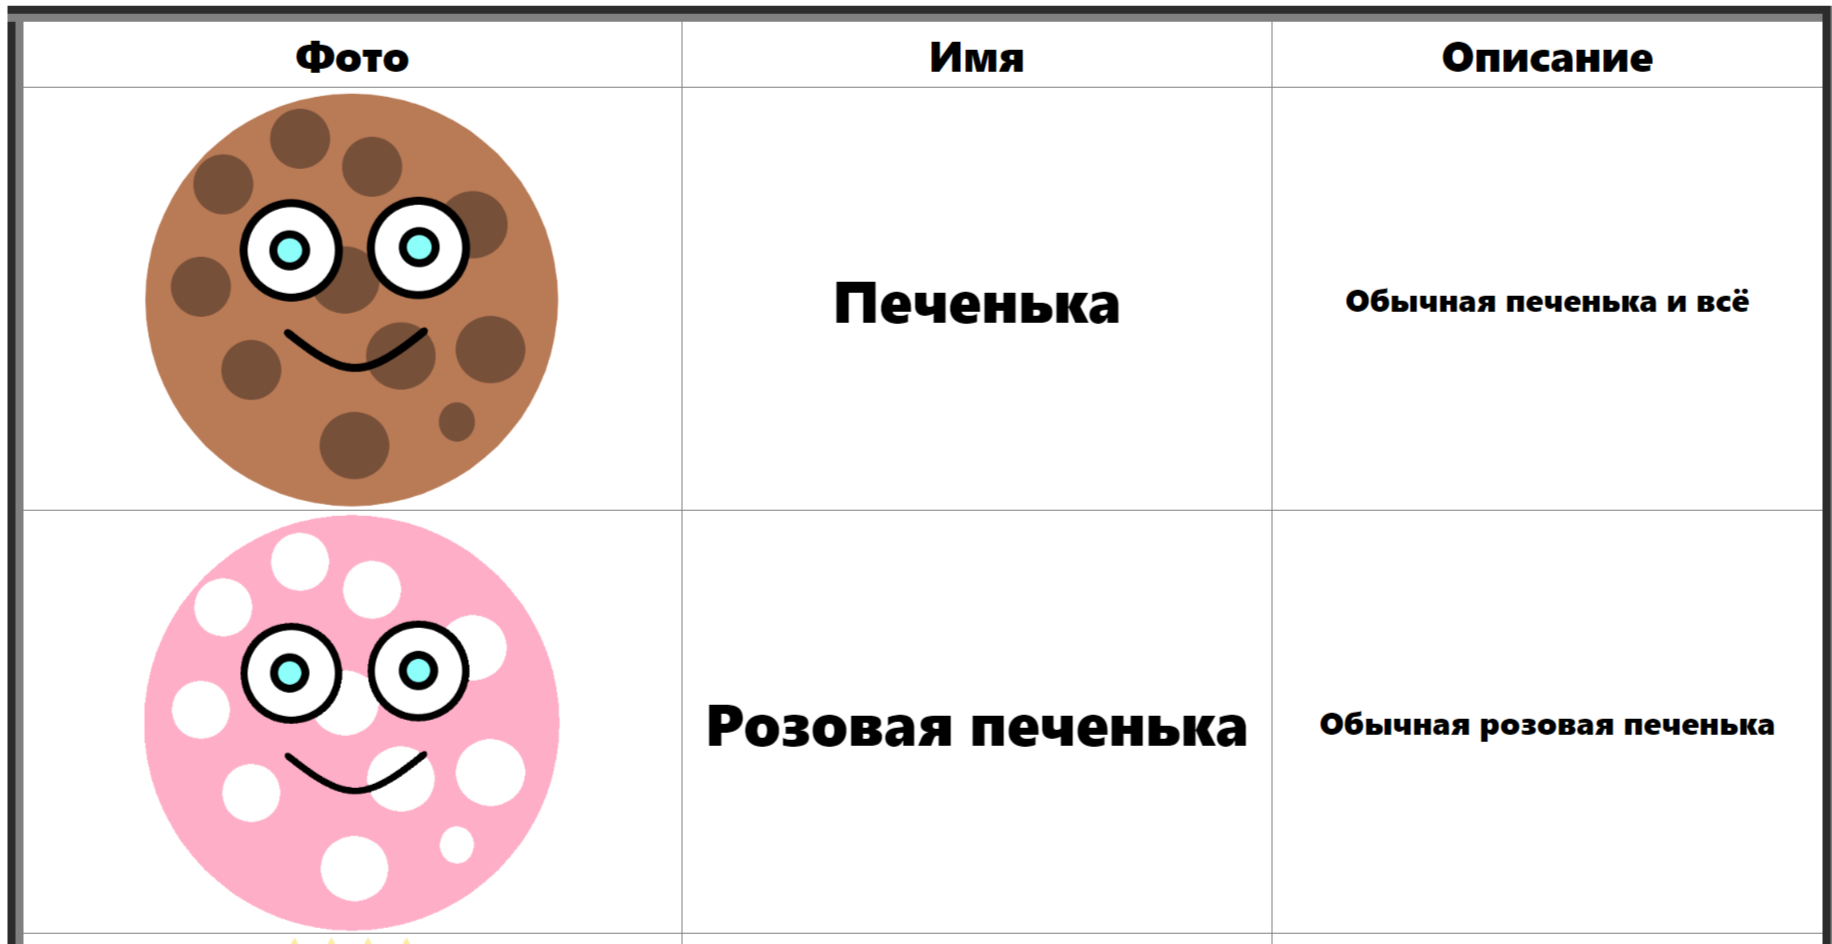 Фото
Имя
Описание
Печенька
Обычная печенька и всё
Розовая печенька
Обычная розовая печенька